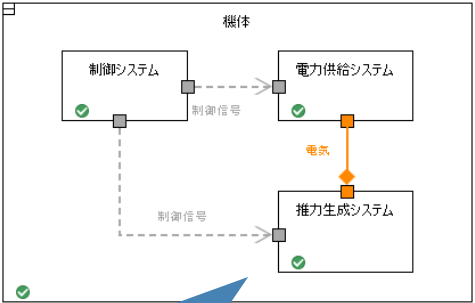 機体
制御システム
電力供給システム
制御信号
電気
制御信号
推力生成システム